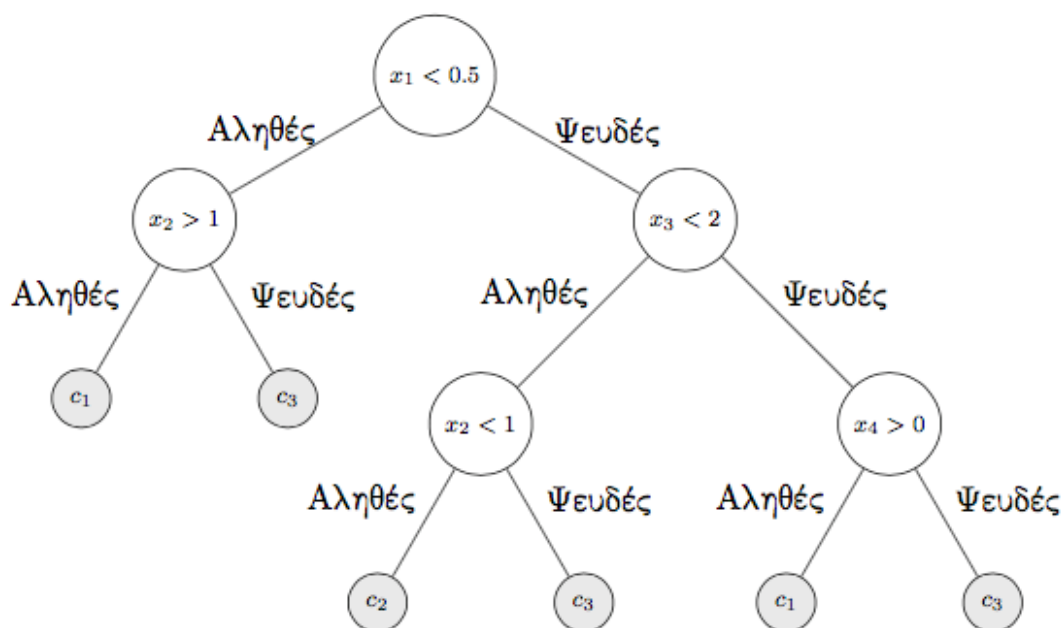 x₁ < 0.5
Αληθές Ψευδές
x₂ > 1 x₃ < 2
Αληθές Ψευδές Αληθές Ψευδές
c₁ c₃ x₂ < 1 x₄ > 0
Αληθές Ψευδές Αληθές Ψευδές
c₂ c₃ c₁ c₃